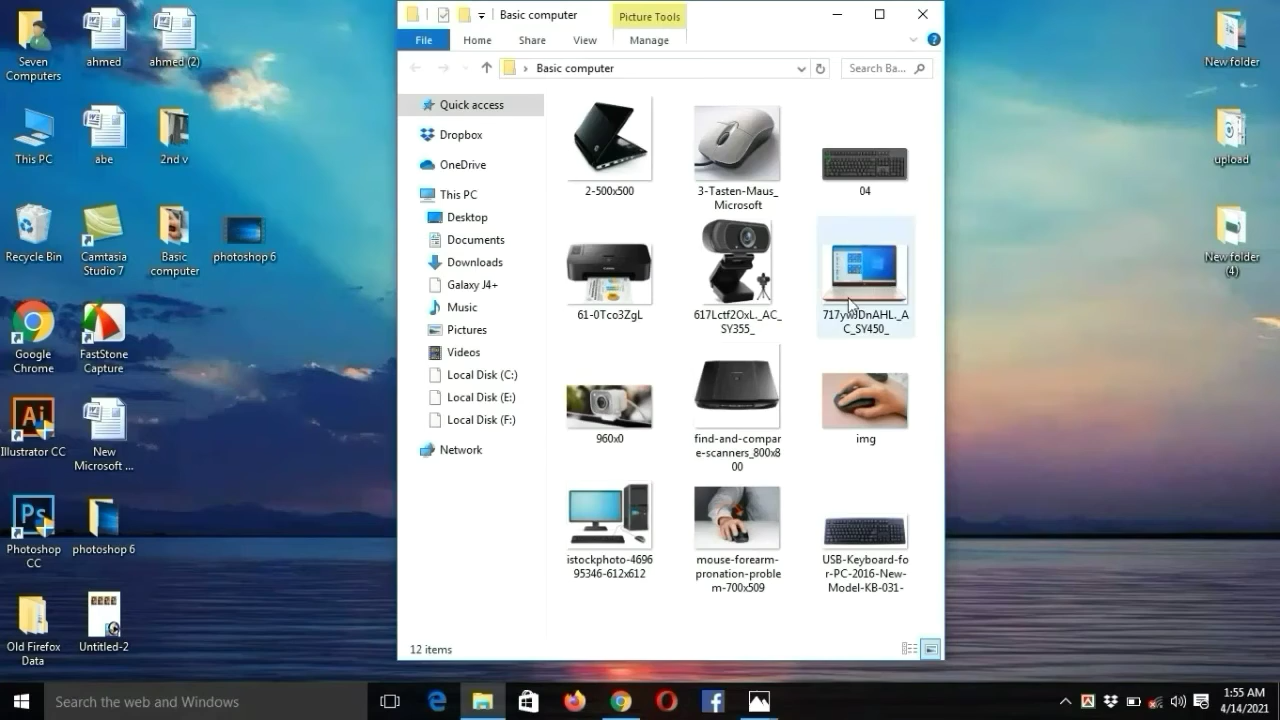 Basic computer
Picture Tools
File
Home
Share
View
Manage
Basic computer
Search Ba...
Quick access
Dropbox
OneDrive
This PC
Desktop
Documents
Downloads
Galaxy J4+
Music
Pictures
Videos
Local Disk (C:)
Local Disk (E:)
Local Disk (F:)
Network
2-500x500
3-Tasten-Maus_
Microsoft
04
61-0Tco3ZgL
617Lctf2OxL._AC_
SY355_
C_SY450_
960x0
find-and-compar
e-scanners_800x8
00
img
istockphoto-4696
95346-612x612
mouse-forearm-
pronation-proble
m-700x509
USB-Keyboard-fo
r-PC-2016-New-
Model-KB-031-
12 items
Seven
Computers
ahmed
ahmed (2)
This PC
abe
2nd v
Recycle Bin
Camtasia
Studio 7
Basic
computer
photoshop 6
Google
Chrome
FastStone
Capture
Ai
Illustrator CC
New
Microsoft ...
Ps
Photoshop
CC
photoshop 6
Old Firefox
Data
Untitled-2
New folder
upload
New folder
(4)
Search the web and Windows
1:55 AM
4/14/2021